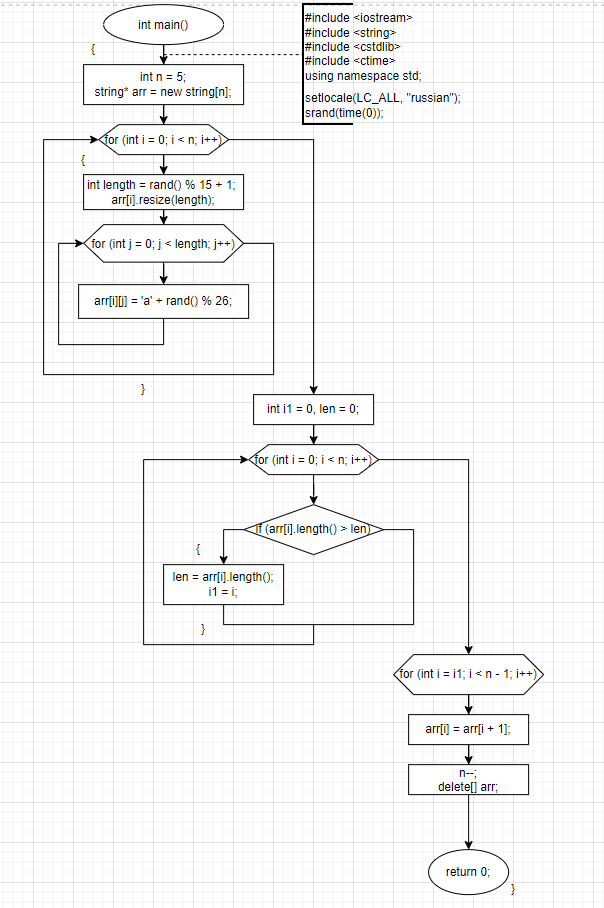 int main()
{
#include <iostream>
#include <string>
#include <cstdlib>
#include <ctime>
using namespace std;
setlocale(LC_ALL, "russian");
srand(time(0));
int n = 5;
string* arr = new string[n];
for (int i = 0; i < n; i++)
{
int length = rand() % 15 + 1;
arr[i].resize(length);
for (int j = 0; j < length; j++)
arr[i][j] = 'a' + rand() % 26;
}
int i1 = 0, len = 0;
for (int i = 0; i < n; i++)
if (arr[i].length() > len)
{
len = arr[i].length();
i1 = i;
}
for (int i = i1; i < n - 1; i++)
arr[i] = arr[i + 1];
n--;
delete[] arr;
return 0;
}